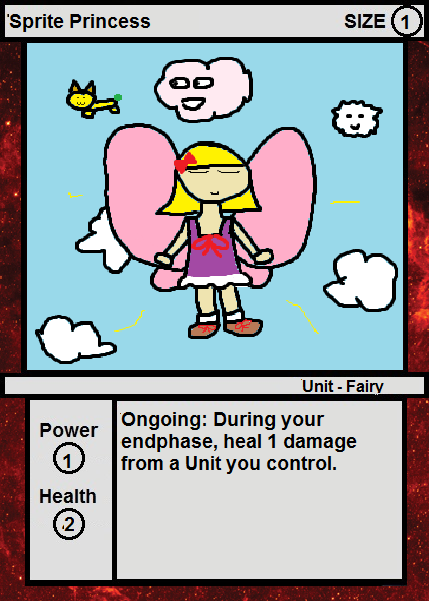 Sprite Princess SIZE 1
Unit - Fairy
Power
1
Health
2
Ongoing: During your
endphase, heal 1 damage
from a Unit you control.